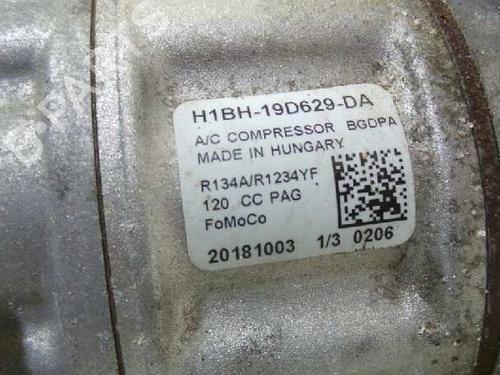 H1BH-19D629-DA
A/C COMPRESSOR BGDPA
MADE IN HUNGARY
R134A/R1234YF
120 CC PAG
FoMoCo
20181003 1/3 0206